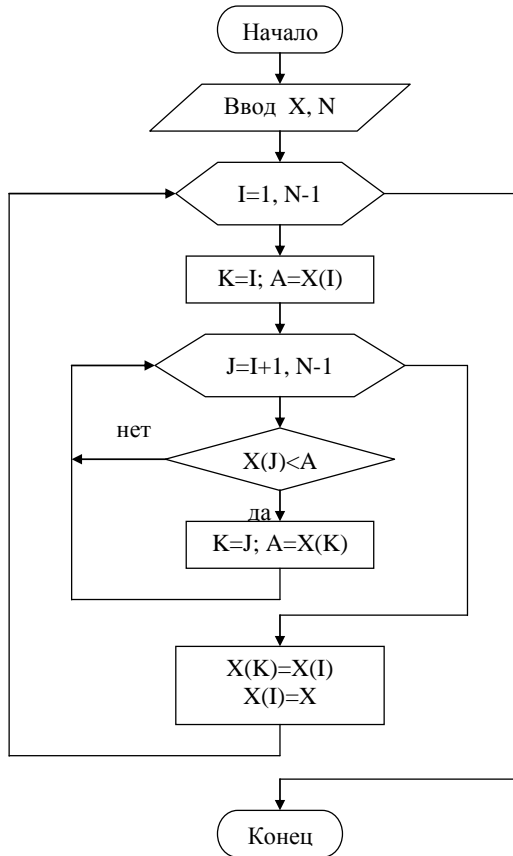 Начало
Ввод X, N
I=1, N-1
K=I; A=X(I)
J=I+1, N-1
нет
X(J)<A
да
K=J; A=X(K)
X(K)=X(I)
X(I)=X
Конец